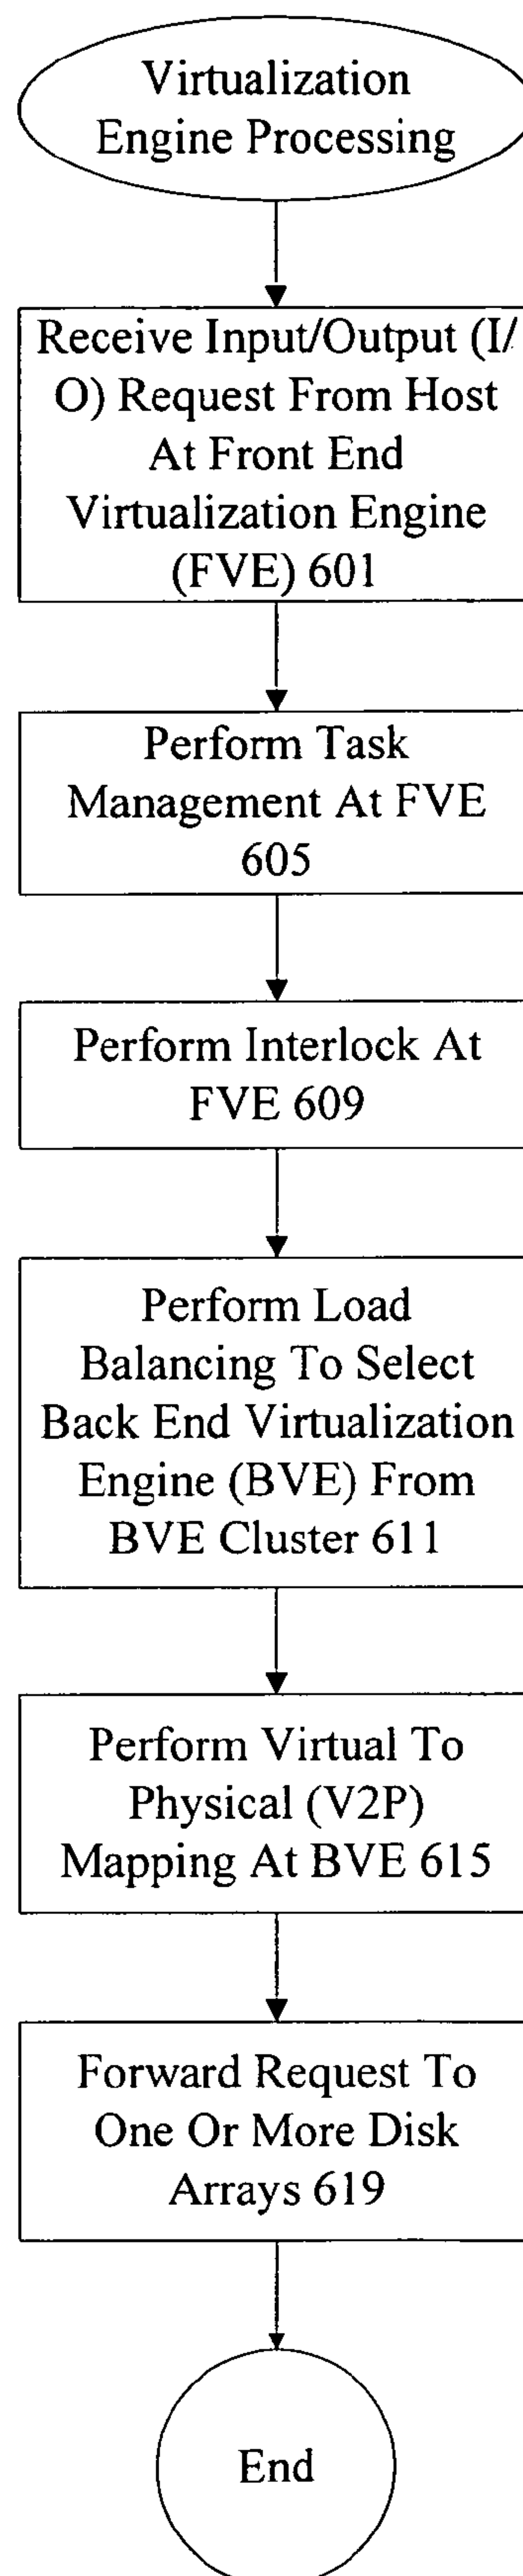 Virtualization
Engine Processing
Receive Input/Output (I/
O) Request From Host
At Front End
Virtualization Engine
(FVE) 601
Perform Task
Management At FVE
605
Perform Interlock At
FVE 609
Perform Load
Balancing To Select
Back End Virtualization
Engine (BVE) From
BVE Cluster 611
Perform Virtual To
Physical (V2P)
Mapping At BVE 615
Forward Request To
One Or More Disk
Arrays 619
End